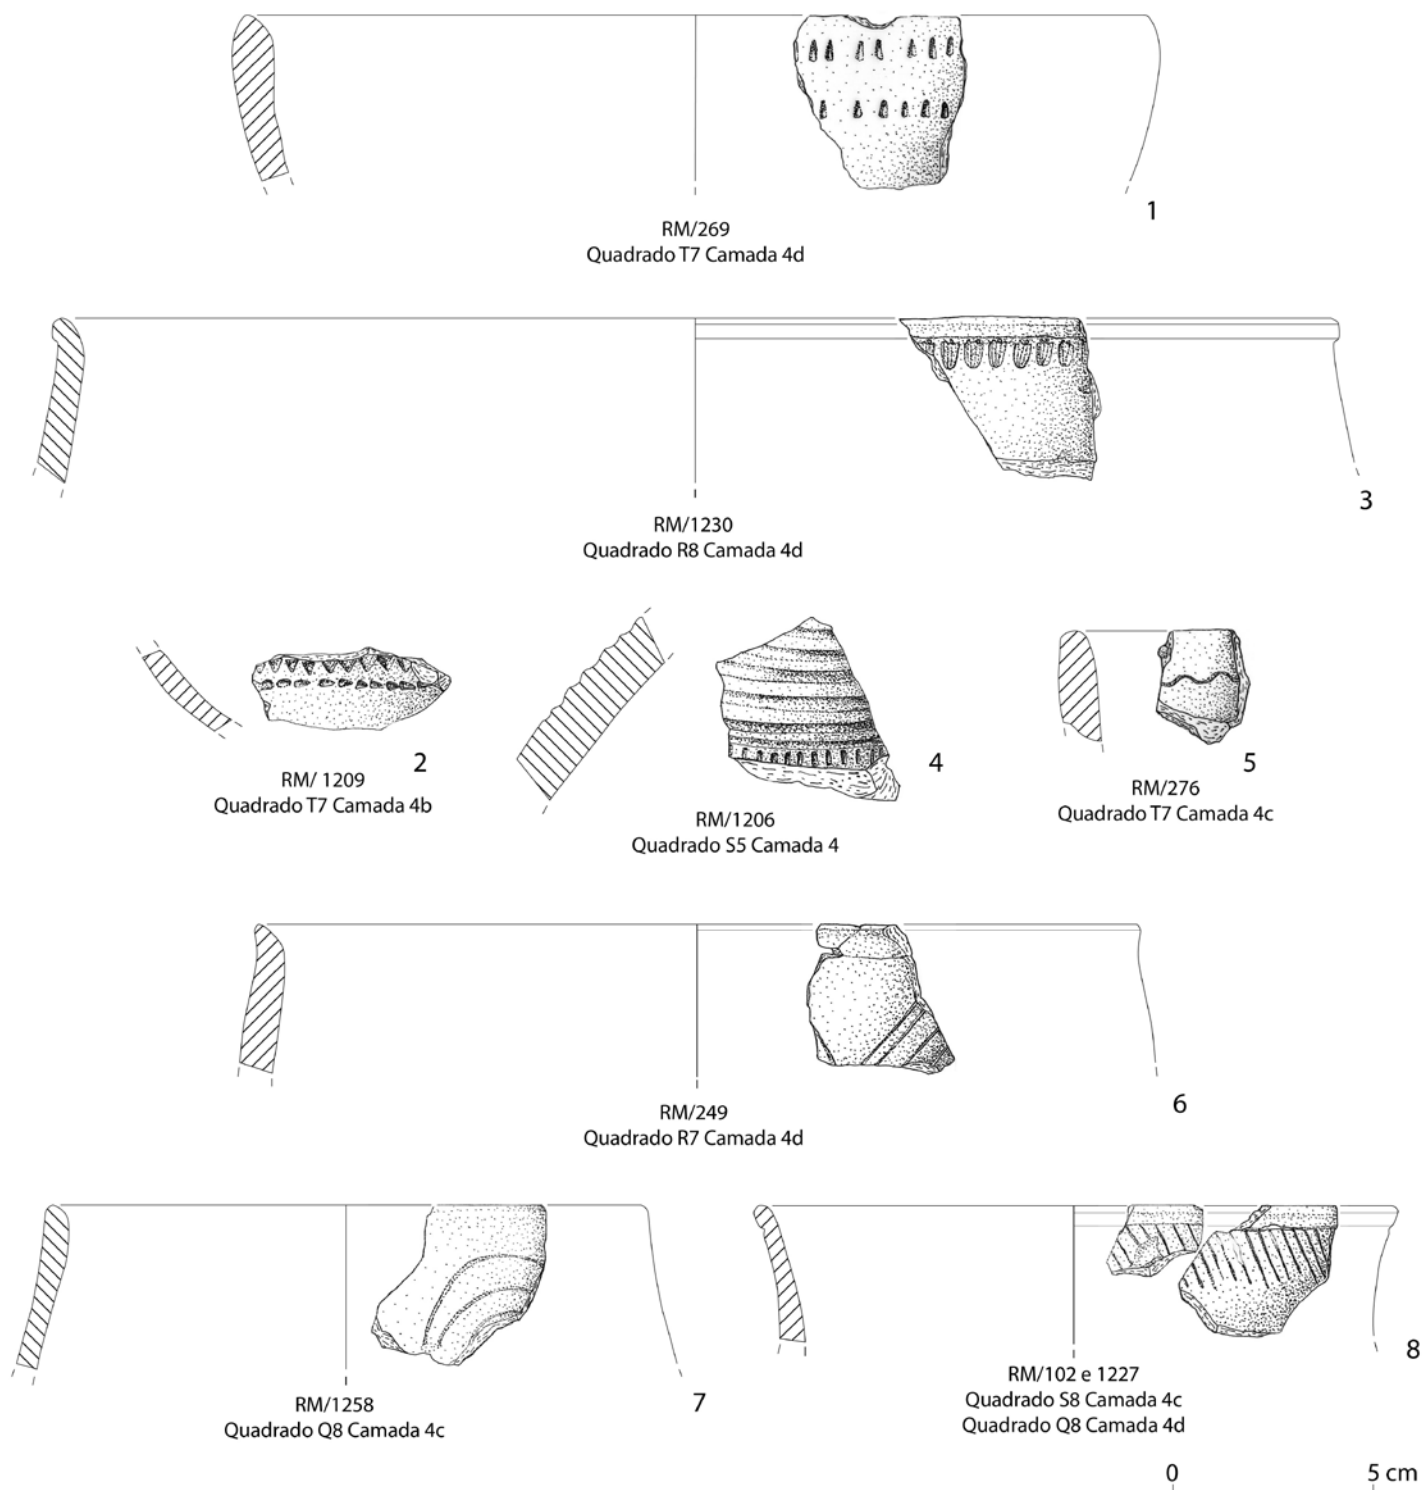 1
RM/269
Quadrado T7 Camada 4d
3
RM/1230
Quadrado R8 Camada 4d
2
RM/ 1209
Quadrado T7 Camada 4b
4
RM/1206
Quadrado S5 Camada 4
5
RM/276
Quadrado T7 Camada 4c
6
RM/249
Quadrado R7 Camada 4d
7
RM/1258
Quadrado Q8 Camada 4c
8
RM/102 e 1227
Quadrado S8 Camada 4c
Quadrado Q8 Camada 4d
0 5 cm